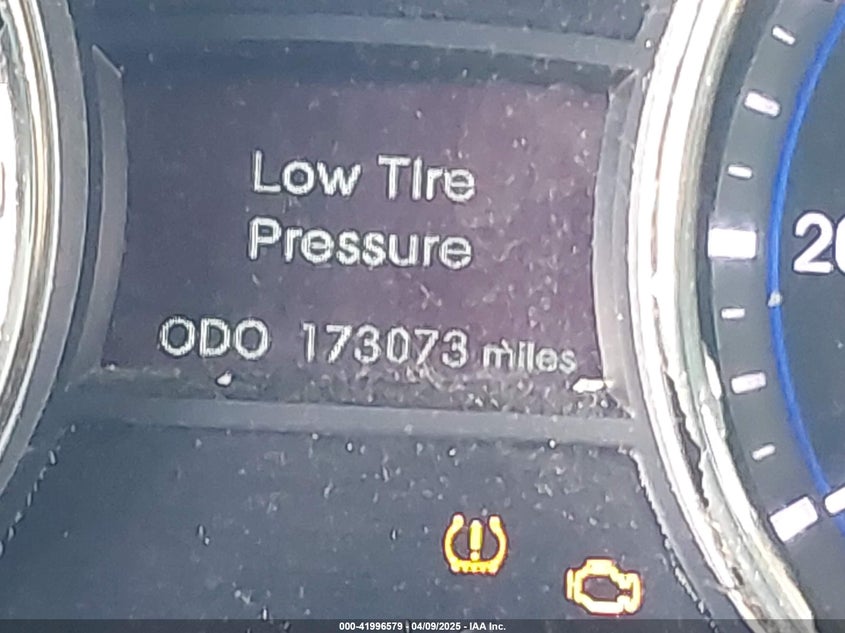 Low Tire
Pressure
ODO 173073 miles
000-41996579 - 04/09/2025 - IAA Inc.